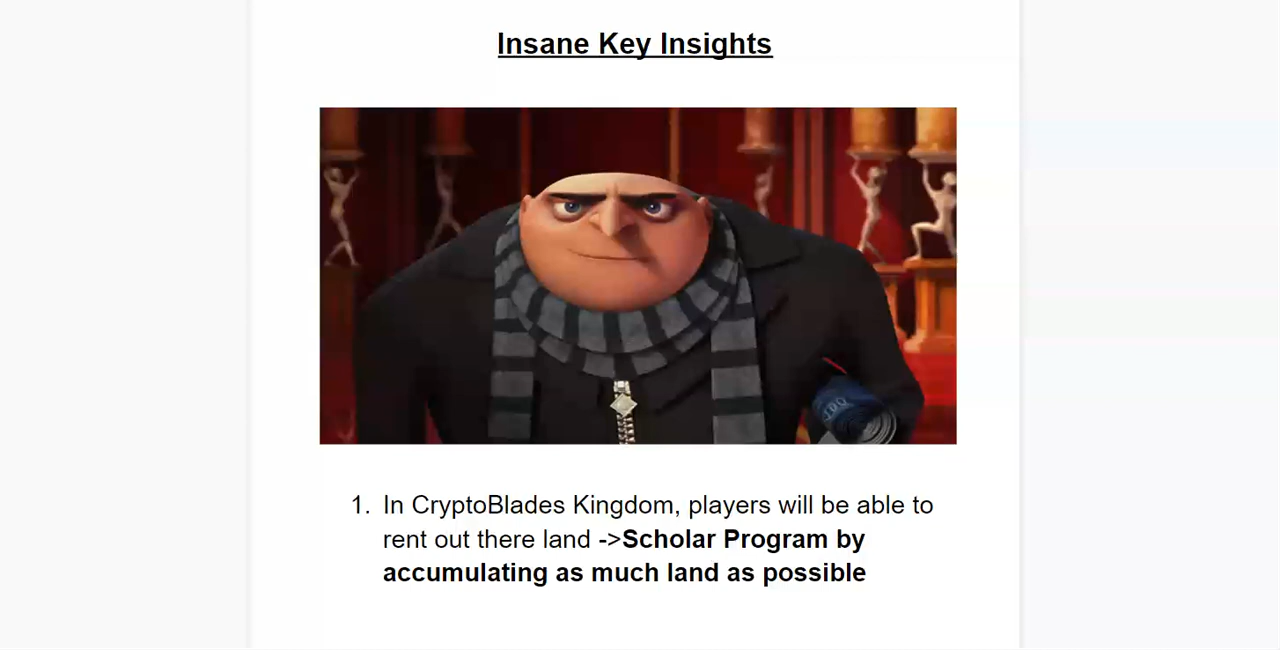 Insane Key Insights
1. In CryptoBlades Kingdom, players will be able to
rent out there land ->Scholar Program by
accumulating as much land as possible